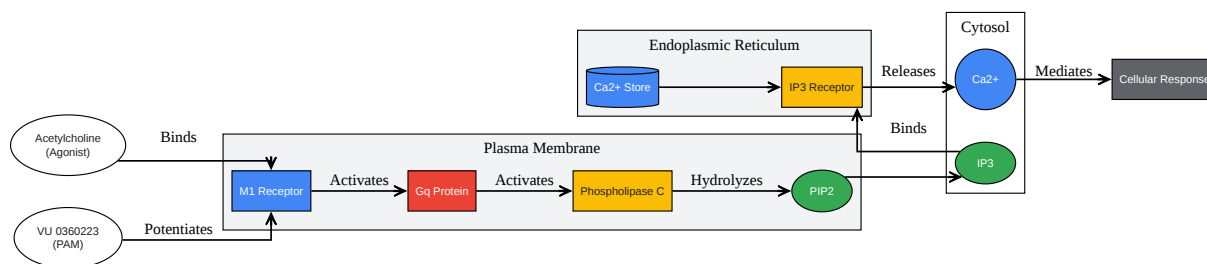 Endoplasmic Reticulum
Cytosol
Ca2+ Store
IP3 Receptor
Releases
Ca2+
Mediates
Cellular Response
Acetylcholine
(Agonist)
Binds
Binds
Plasma Membrane
IP3
M1 Receptor
Activates
Gq Protein
Activates
Phospholipase C
Hydrolyzes
PIP2
VU 0360223
(PAM)
Potentiates